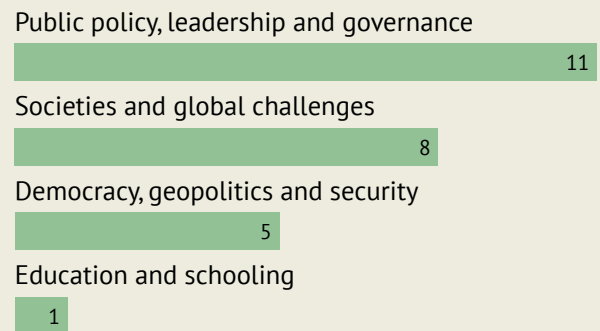 Public policy, leadership and governance
11
Societies and global challenges
8
Democracy, geopolitics and security
5
Education and schooling
1